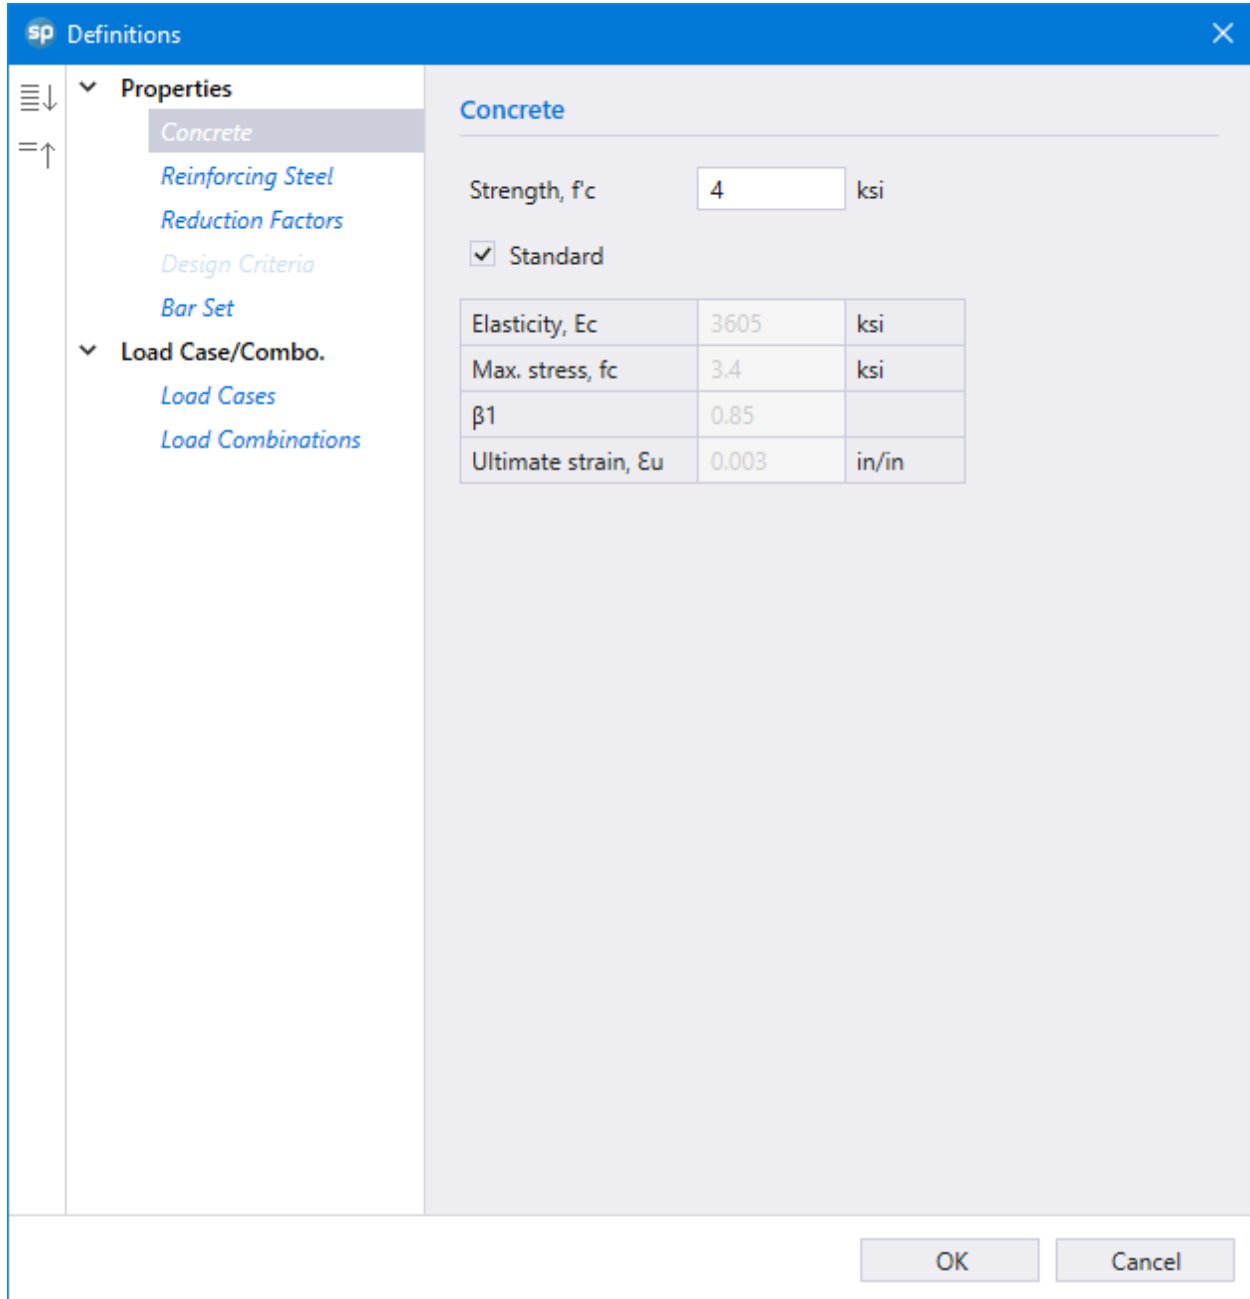 sp Definitions
Properties
Concrete
Reinforcing Steel
Reduction Factors
Design Criteria
Bar Set
Load Case/Combo.
Load Cases
Load Combinations
Concrete
Strength, f'c 4 ksi
Standard
Elasticity, Ec 3605 ksi
Max. stress, fc 3.4 ksi
β1 0.85
Ultimate strain, Ɛu 0.003 in/in
OK Cancel